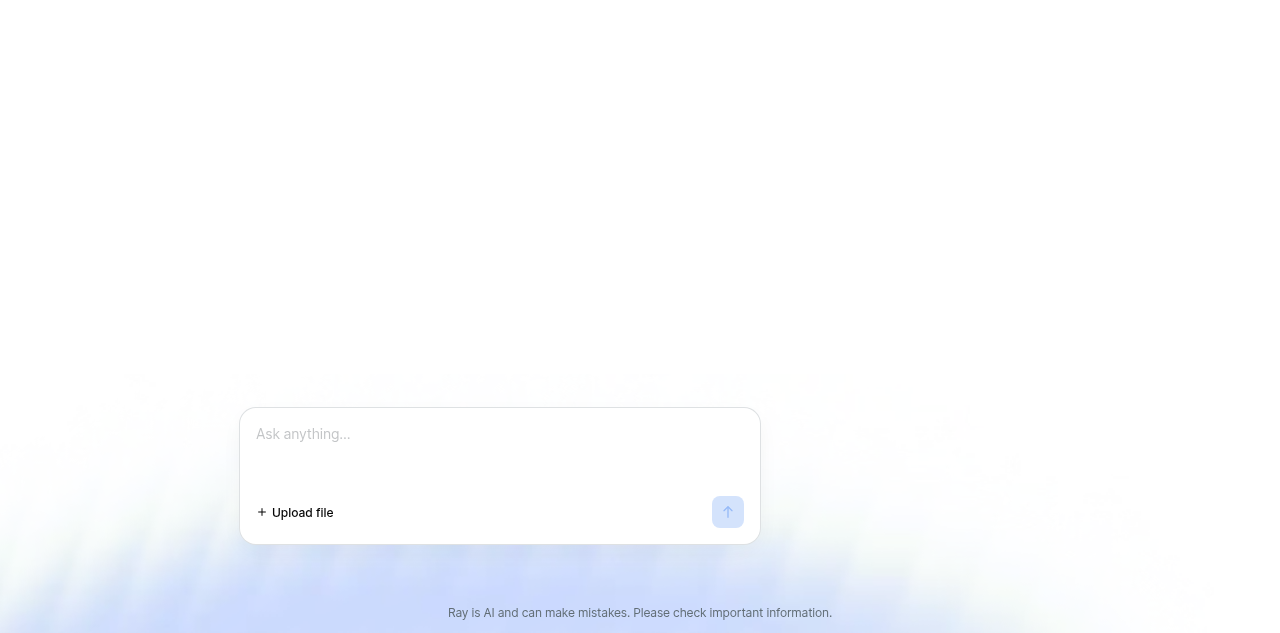 Ask anything...
+ Upload file
Ray is AI and can make mistakes. Please check important information.